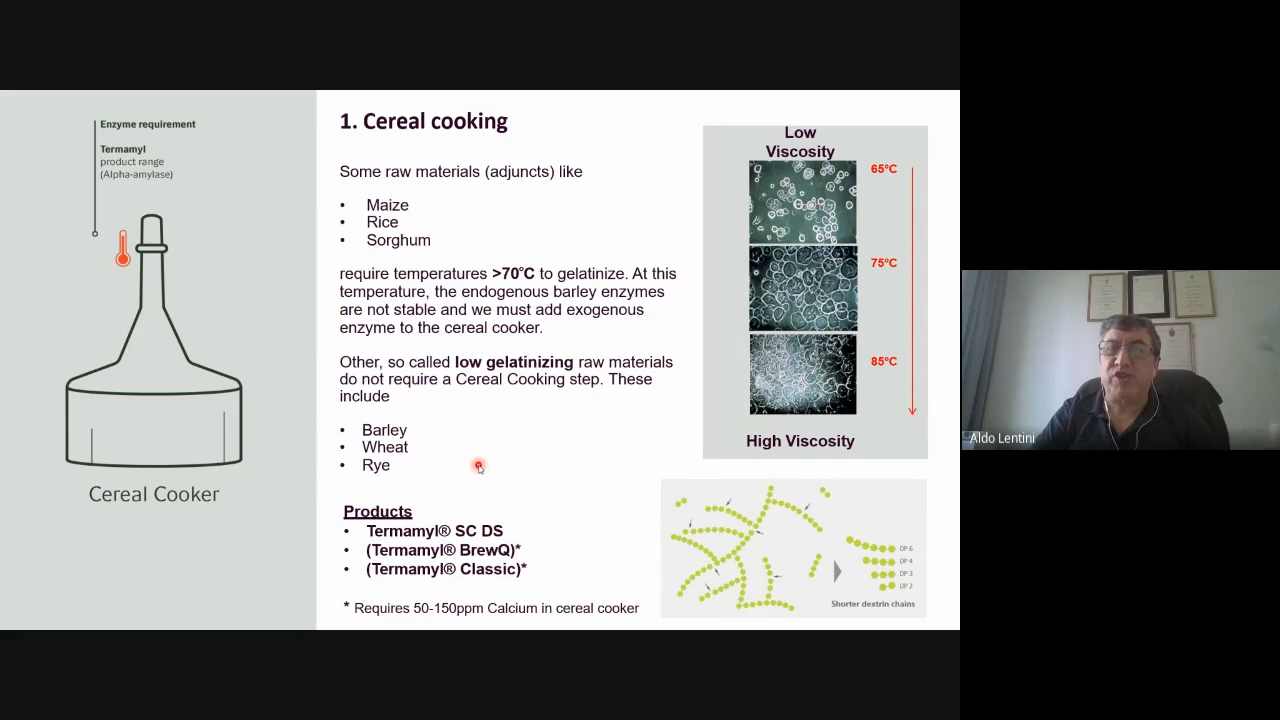 Enzyme requirement
Termamyl
product range
(Alpha-amylase)
Cereal Cooker
1. Cereal cooking
Some raw materials (adjuncts) like
• Maize
• Rice
• Sorghum
require temperatures >70°C to gelatinize. At this
temperature, the endogenous barley enzymes
are not stable and we must add exogenous
enzyme to the cereal cooker.
Other, so called low gelatinizing raw materials
do not require a Cereal Cooking step. These
include
• Barley
• Wheat
• Rye
Products
• Termamyl® SC DS
• (Termamyl® BrewQ)*
• (Termamyl® Classic)*
* Requires 50-150ppm Calcium in cereal cooker
Low
Viscosity
65°C
75°C
85°C
High Viscosity
DP 6
DP 4
DP 3
DP 2
Shorter dextrin chains
Aldo Lentini